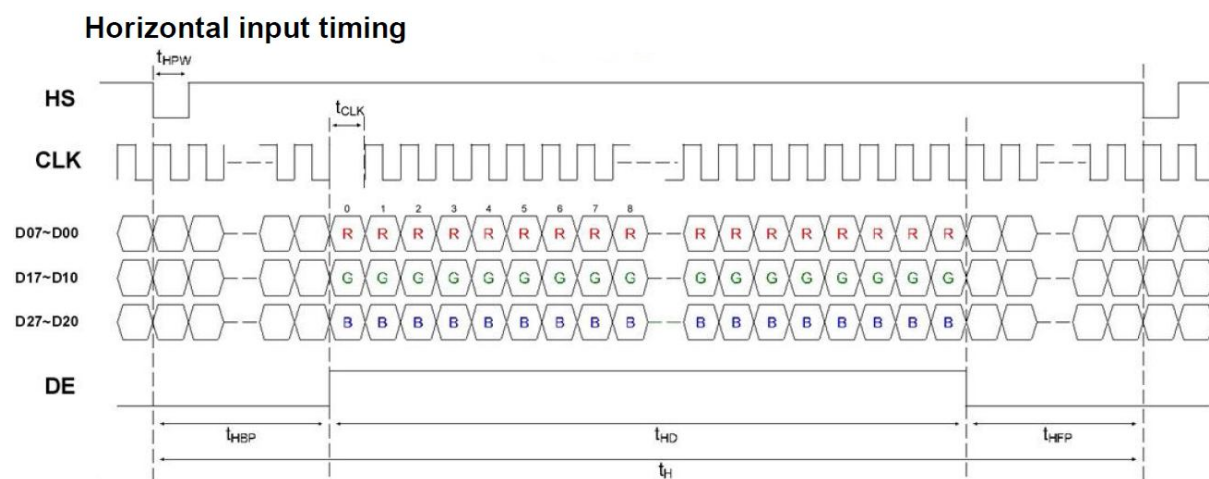 Horizontal input timing
tHPW
HS
tCLK
CLK
0 1 2 3 4 5 6 7 8
D07~D00 R R R R R R R R R R R R R R R R R
D17~D10 G G G G G G G G G G G G G G G G G
D27~D20 B B B B B B B B B B B B B B B B B
DE
tHBP tHD tHFP
tH